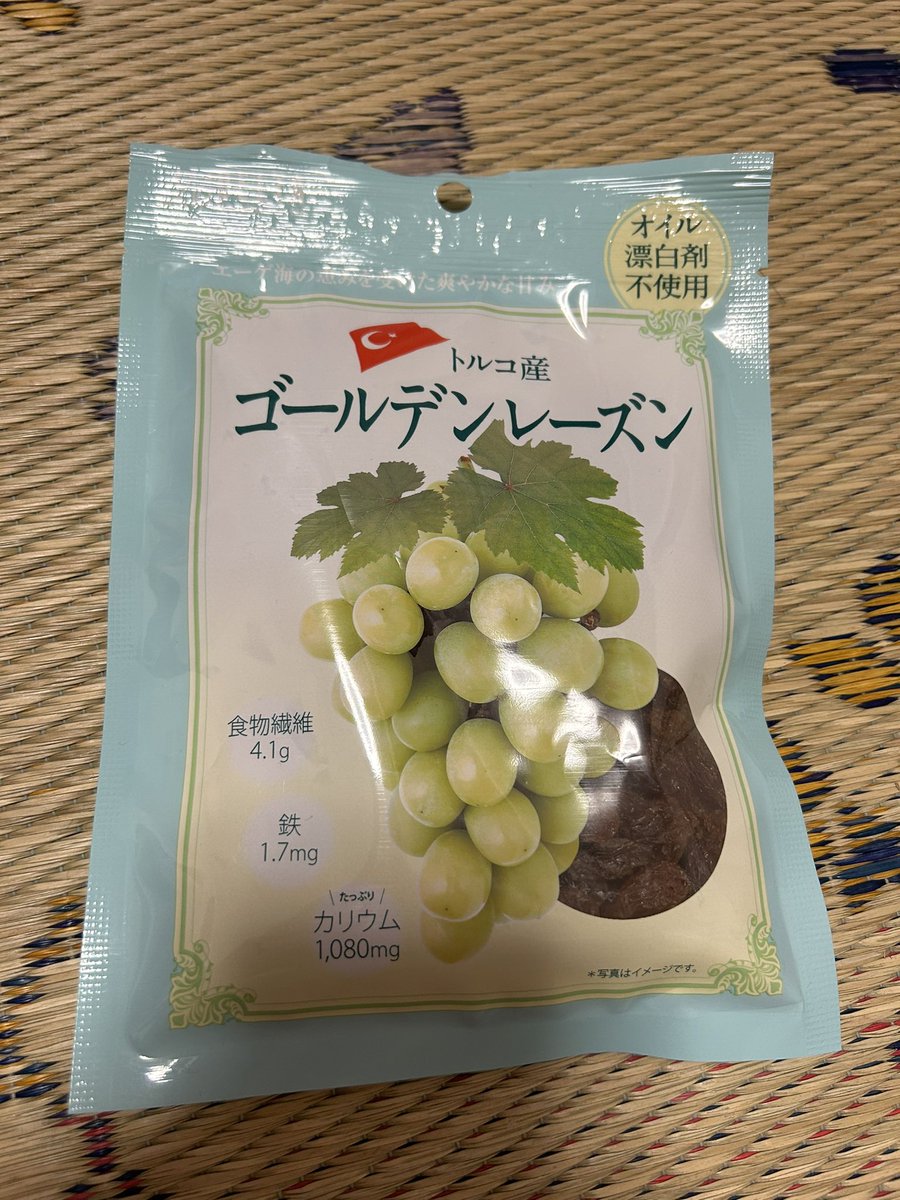 オイル
漂白剤
不使用
エーゲ海の恵みを受けた爽やかな甘み
トルコ産
ゴールデンレーズン
食物繊維
4.1g
鉄
1.7mg
たっぷり
カリウム
1,080mg
＊写真はイメージです。